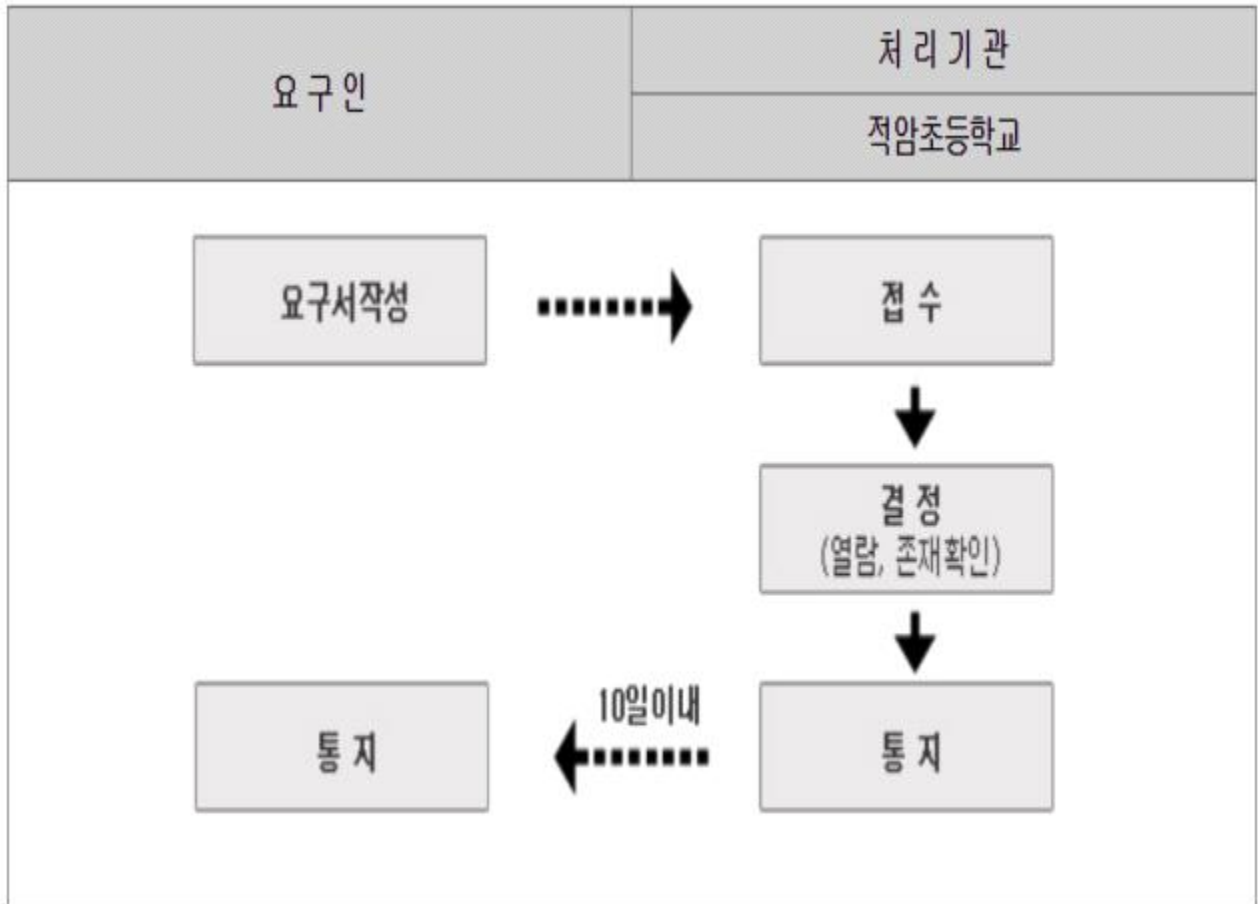 요 구 인
처 리 기 관
적암초등학교
요구서작성
접 수
결 정
(열람, 존재확인)
10일이내
통 지
통 지